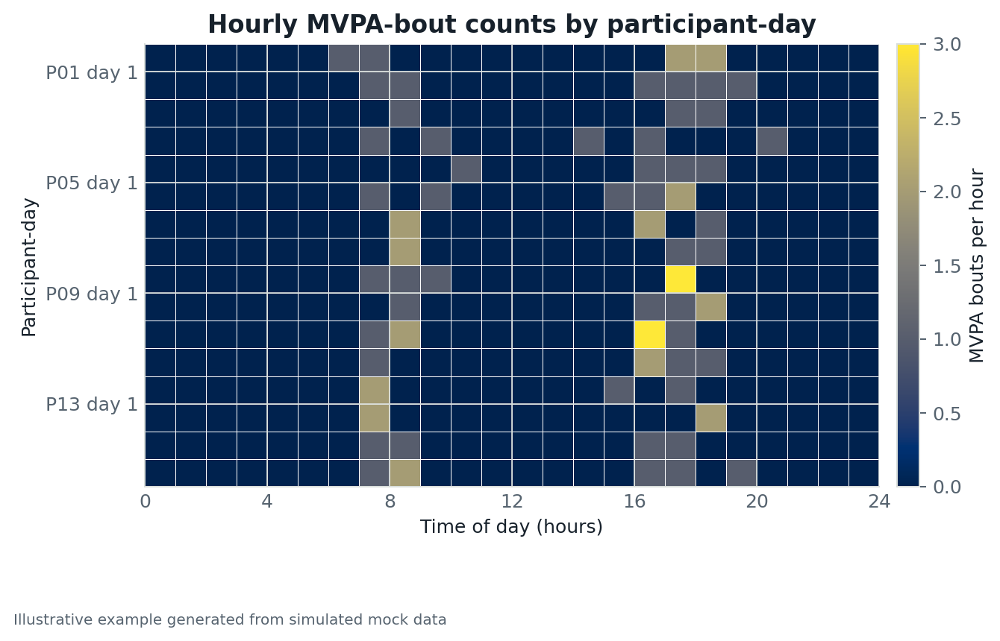 Hourly MVPA-bout counts by participant-day
P01 day 1
P05 day 1
P09 day 1
P13 day 1
Participant-day
0 4 8 12 16 20 24
Time of day (hours)
3.0
2.5
2.0
1.5
1.0
0.5
0.0
MVPA bouts per hour
Illustrative example generated from simulated mock data